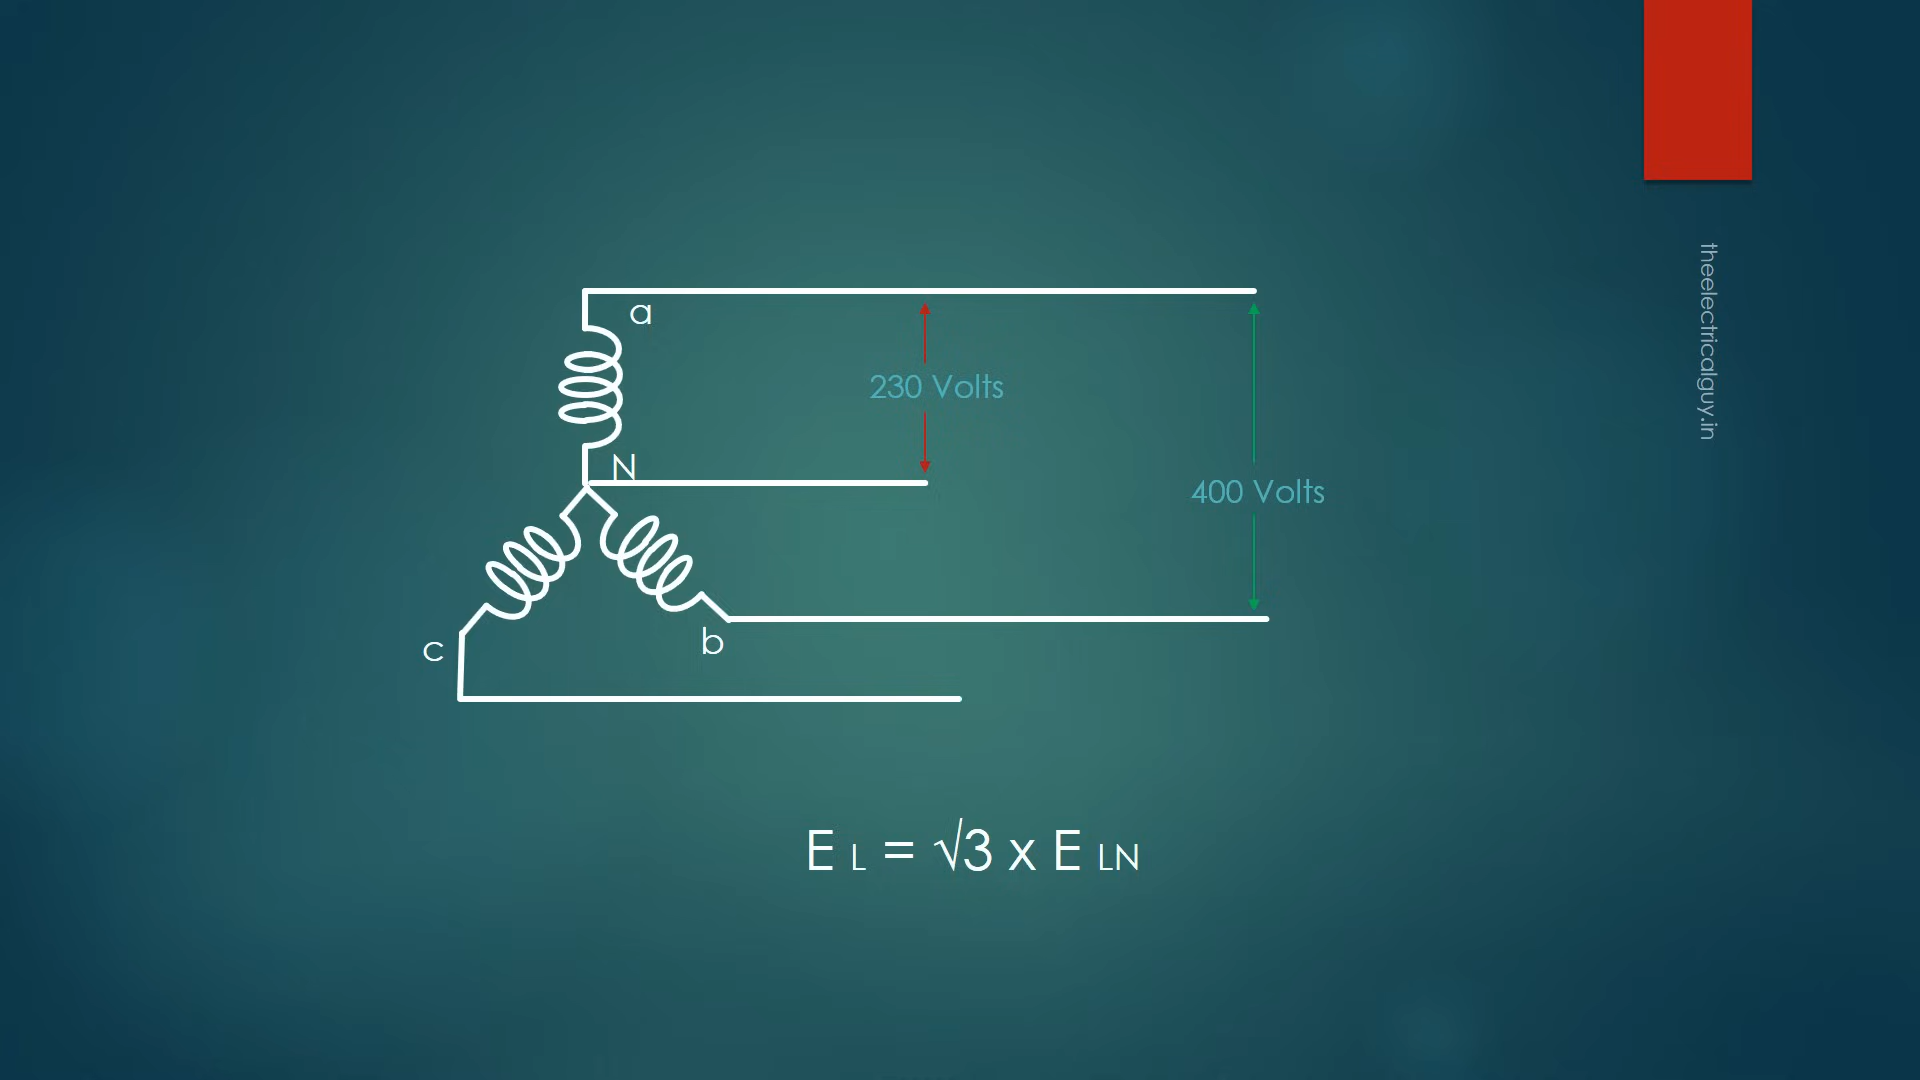 a
230 Volts
N
400 Volts
c
b
E L = √3 x E LN
theelectricalguy.in